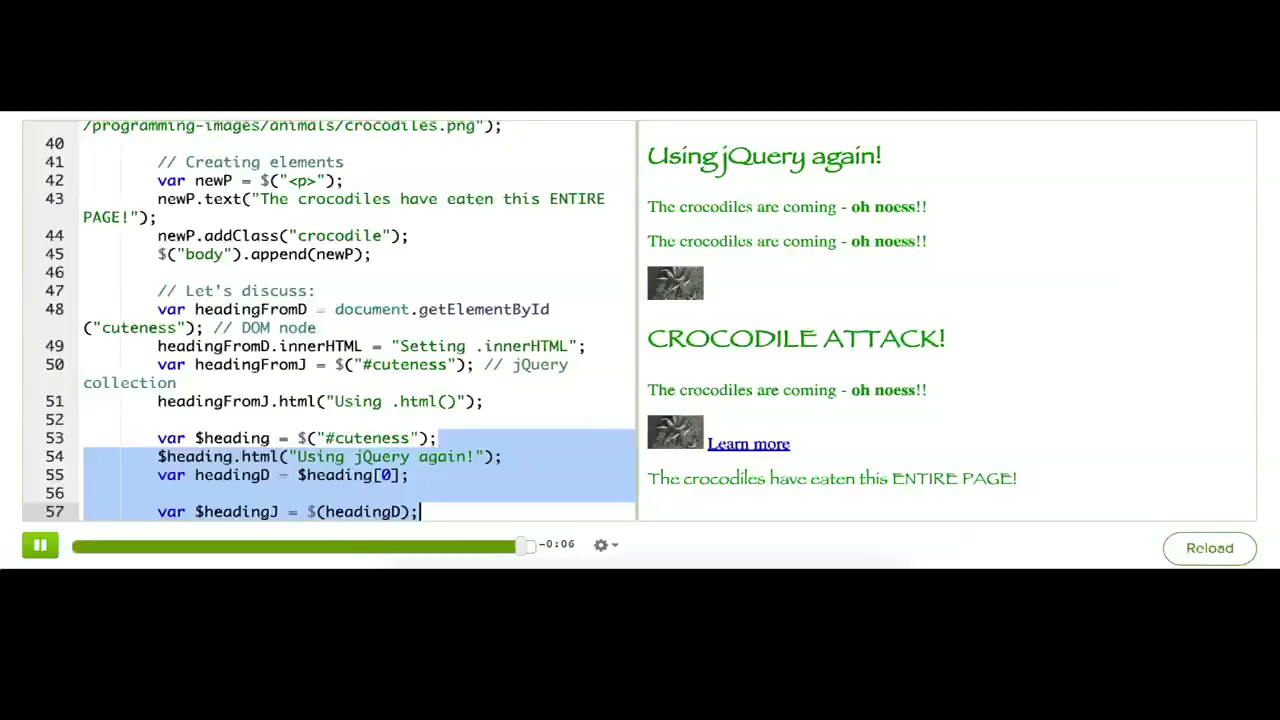 /programming-images/animals/crocodiles.png");
40
41 // Creating elements
42 var newP = $("<p>");
43 newP.text("The crocodiles have eaten this ENTIRE
PAGE!");
44 newP.addClass("crocodile");
45 $("body").append(newP);
46
47 // Let's discuss:
48 var headingFromD = document.getElementById
("cuteness"); // DOM node
49 headingFromD.innerHTML = "Setting .innerHTML";
50 var headingFromJ = $("#cuteness"); // jQuery
collection
51 headingFromJ.html("Using .html()");
52
53 var $heading = $("#cuteness");
54 $heading.html("Using jQuery again!");
55 var headingD = $heading[0];
56
57 var $headingJ = $(headingD);
Using jQuery again!
The crocodiles are coming - oh noess!!
The crocodiles are coming - oh noess!!
CROCODILE ATTACK!
The crocodiles are coming - oh noess!!
Learn more
The crocodiles have eaten this ENTIRE PAGE!
-0:06
Reload